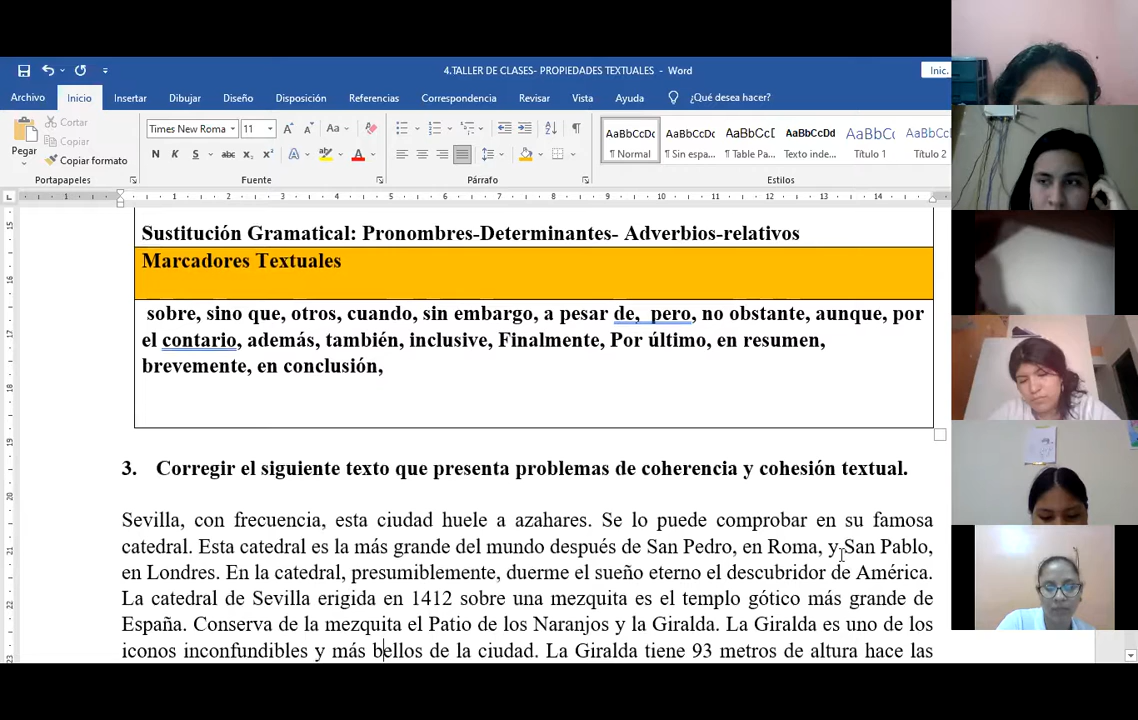 4.TALLER DE CLASES- PROPIEDADES TEXTUALES - Word
Inic.
Archivo Inicio Insertar Dibujar Diseño Disposición Referencias Correspondencia Revisar Vista Ayuda ¿Qué desea hacer?
Pegar
Cortar
Copiar
Copiar formato
Times New Roma 11
Aa
N K S abc x₂ x²
AaBbCcDc AaBbCcDc AaBbCcD AaBbCcDd AaBbCcD AaBbCcD
¶ Normal ¶ Sin espa... ¶ Table Pa... Texto inde... Título 1 Título 2
Portapapeles Fuente Párrafo Estilos
Sustitución Gramatical: Pronombres-Determinantes- Adverbios-relativos
Marcadores Textuales
sobre, sino que, otros, cuando, sin embargo, a pesar de, pero, no obstante, aunque, por
el contario, además, también, inclusive, Finalmente, Por último, en resumen,
brevemente, en conclusión,
3. Corregir el siguiente texto que presenta problemas de coherencia y cohesión textual.
Sevilla, con frecuencia, esta ciudad huele a azahares. Se lo puede comprobar en su famosa
catedral. Esta catedral es la más grande del mundo después de San Pedro, en Roma, y San Pablo,
en Londres. En la catedral, presumiblemente, duerme el sueño eterno el descubridor de América.
La catedral de Sevilla erigida en 1412 sobre una mezquita es el templo gótico más grande de
España. Conserva de la mezquita el Patio de los Naranjos y la Giralda. La Giralda es uno de los
iconos inconfundibles y más bellos de la ciudad. La Giralda tiene 93 metros de altura hace las